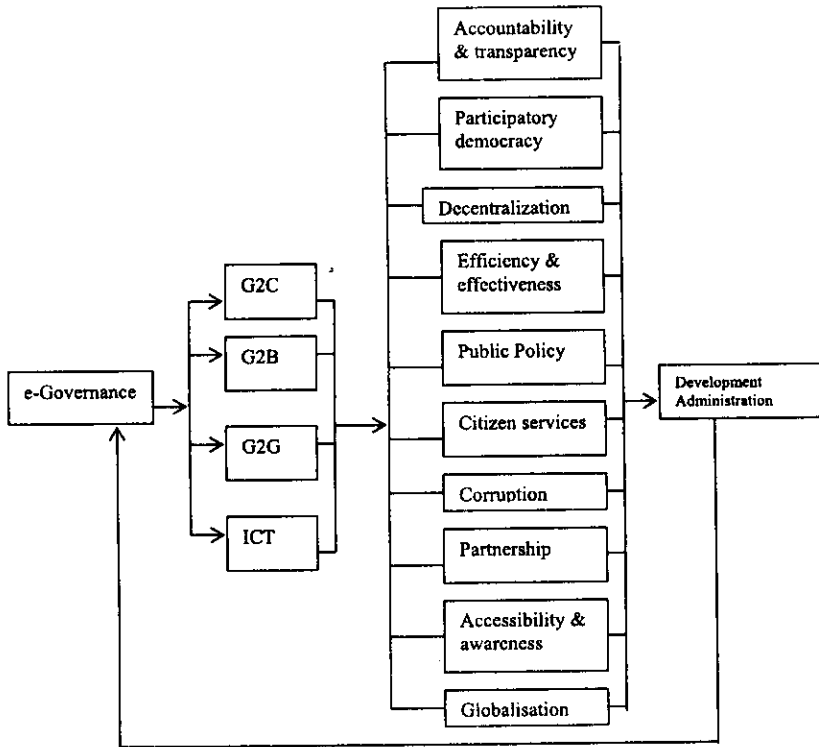 e-Governance
G2C
G2B
G2G
ICT
Accountability
& transparency
Participatory
democracy
Decentralization
Efficiency &
effectiveness
Public Policy
Citizen services
Corruption
Partnership
Accessibility &
awareness
Globalisation
Development
Administration